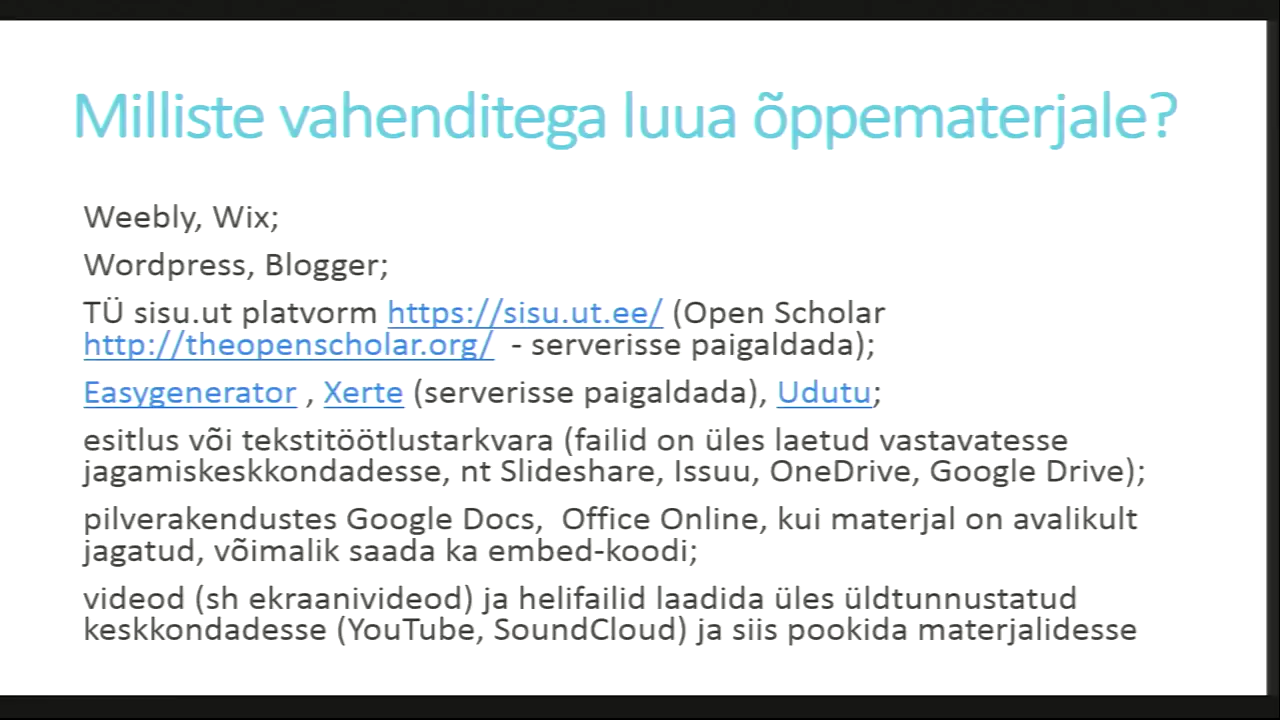 Milliste vahenditega luua õppematerjale?
Weebly, Wix;
Wordpress, Blogger;
TÜ sisu.ut platvorm https://sisu.ut.ee/ (Open Scholar
http://theopenscholar.org/ - serverisse paigaldada);
Easygenerator , Xerte (serverisse paigaldada), Udutu;
esitlus või tekstitöötlustarkvara (failid on üles laetud vastavatesse
jagamiskeskkondadesse, nt Slideshare, Issuu, OneDrive, Google Drive);
pilverakendustes Google Docs, Office Online, kui materjal on avalikult
jagatud, võimalik saada ka embed-koodi;
videod (sh ekraanivideod) ja helifailid laadida üles üldtunnustatud
keskkondadesse (YouTube, SoundCloud) ja siis pookida materjalidesse